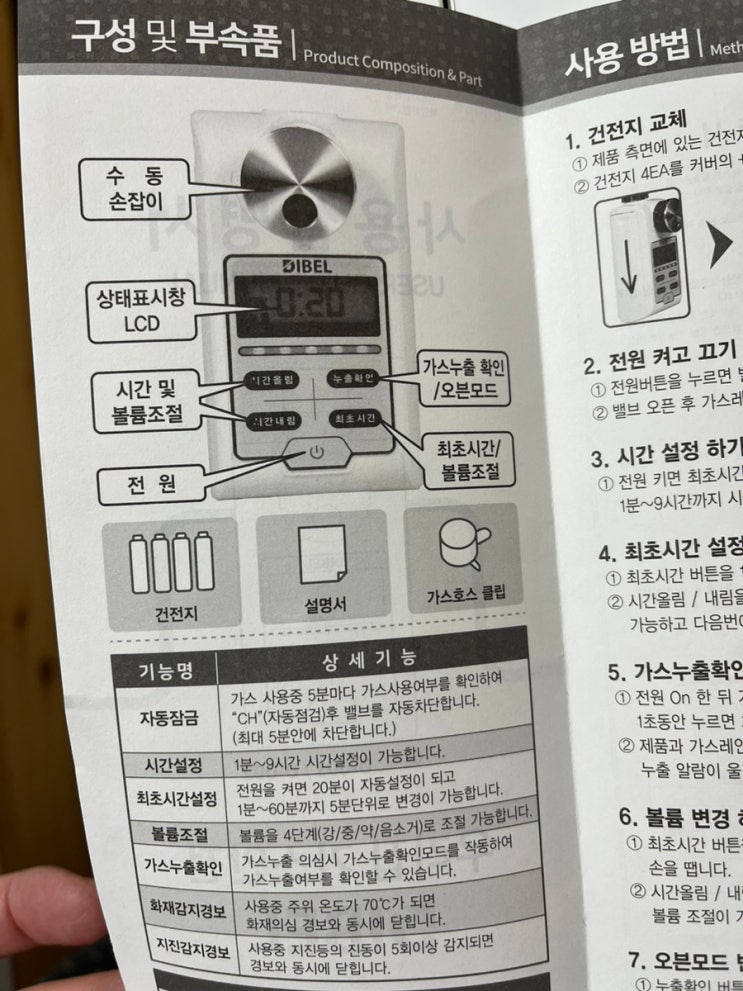 구성 및 부속품 | Product Composition & Part
수 동
손잡이
상태표시창
LCD
시간 및
볼륨조절
전 원
DIBEL
05:0
시간올림
누출확인
시간내림
최초시간
가스누출 확인
/오븐모드
최초시간/
볼륨조절
건전지
설명서
가스호스 클립
기능명 상 세 기 능
자동잠금
가스 사용중 5분마다 가스사용여부를 확인하여
“CH”(자동점검)후 밸브를 자동차단합니다.
(최대 5분안에 차단합니다.)
시간설정 1분~9시간 시간설정이 가능합니다.
최초시간설정
전원을 켜면 20분이 자동설정이 되고
1분~60분까지 5분단위로 변경이 가능합니다.
볼륨조절 볼륨을 4단계(강/중/약/음소거)로 조절 가능합니다.
가스누출확인
가스누출 의심시 가스누출확인모드를 작동하여
가스누출여부를 확인할 수 있습니다.
화재감지경보
사용중 주위 온도가 70℃가 되면
화재의심 경보와 동시에 닫힙니다.
지진감지경보
사용중 지진등의 진동이 5회이상 감지되면
경보와 동시에 닫힙니다.
사용 방법 | Meth
1. 건전지 교체
① 제품 측면에 있는 건전지
② 건전지 4EA를 커버의 +
2. 전원 켜고 끄기
① 전원버튼을 누르면
② 밸브 오픈 후 가스레
3. 시간 설정 하기
① 전원 키면 최초시간
1분~9시간까지 시
4. 최초시간 설정
① 최초시간 버튼을
② 시간올림 / 내림을
가능하고 다음번에
5. 가스누출확인
① 전원 On 한 뒤
1초동안 누르면
② 제품과 가스레인
누출 알람이 울
6. 볼륨 변경
① 최초시간 버튼
손을 땝니다.
② 시간올림 / 내
볼륨 조절이
7. 오븐모드
① 누출확인 버튼